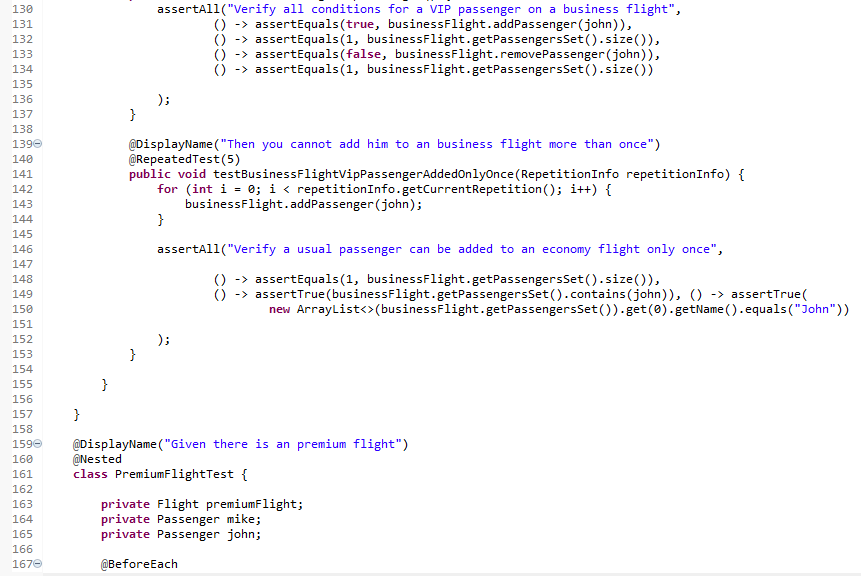 130 assertAll("Verify all conditions for a VIP passenger on a business flight",
131 () -> assertEquals(true, businessFlight.addPassenger(john)),
132 () -> assertEquals(1, businessFlight.getPassengersSet().size()),
133 () -> assertEquals(false, businessFlight.removePassenger(john)),
134 () -> assertEquals(1, businessFlight.getPassengersSet().size())
135
136 );
137 }
138
139 @DisplayName("Then you cannot add him to an business flight more than once")
140 @RepeatedTest(5)
141 public void testBusinessFlightVipPassengerAddedOnlyOnce(RepetitionInfo repetitionInfo) {
142 for (int i = 0; i < repetitionInfo.getCurrentRepetition(); i++) {
143 businessFlight.addPassenger(john);
144 }
145
146 assertAll("Verify a usual passenger can be added to an economy flight only once",
147
148 () -> assertEquals(1, businessFlight.getPassengersSet().size()),
149 () -> assertTrue(businessFlight.getPassengersSet().contains(john)), () -> assertTrue(
150 new ArrayList<>(businessFlight.getPassengersSet()).get(0).getName().equals("John"))
151
152 );
153 }
154
155 }
156
157 }
158
159 @DisplayName("Given there is an premium flight")
160 @Nested
161 class PremiumFlightTest {
162
163 private Flight premiumFlight;
164 private Passenger mike;
165 private Passenger john;
166
167 @BeforeEach